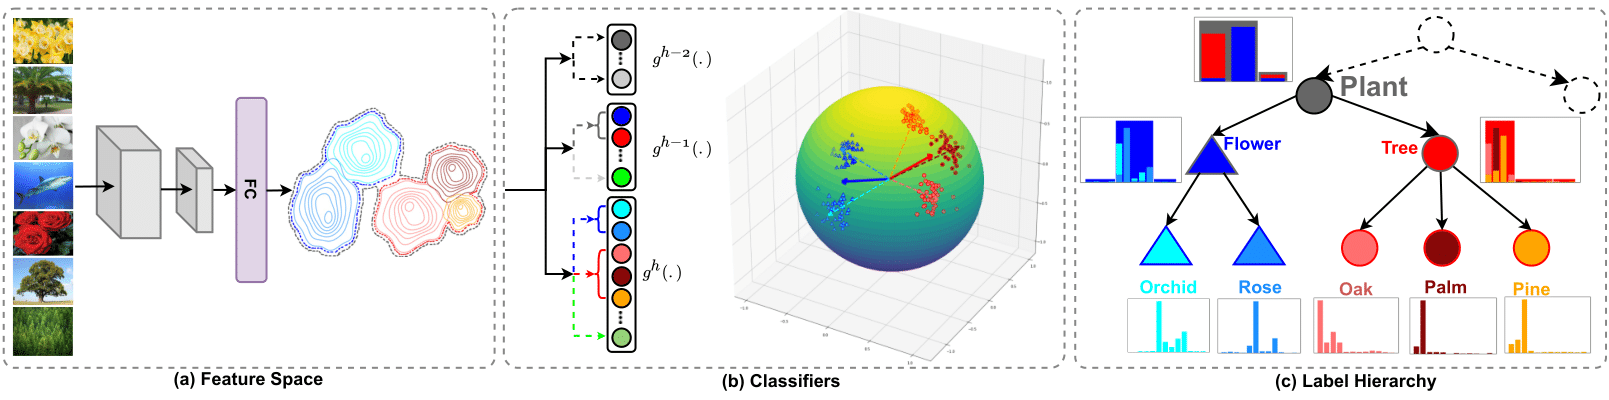 FC
(a) Feature Space
g^{h-2}(.)
g^{h-1}(.)
g^{h}(.)
(b) Classifiers
Plant
Flower
Tree
Orchid
Rose
Oak
Palm
Pine
(c) Label Hierarchy